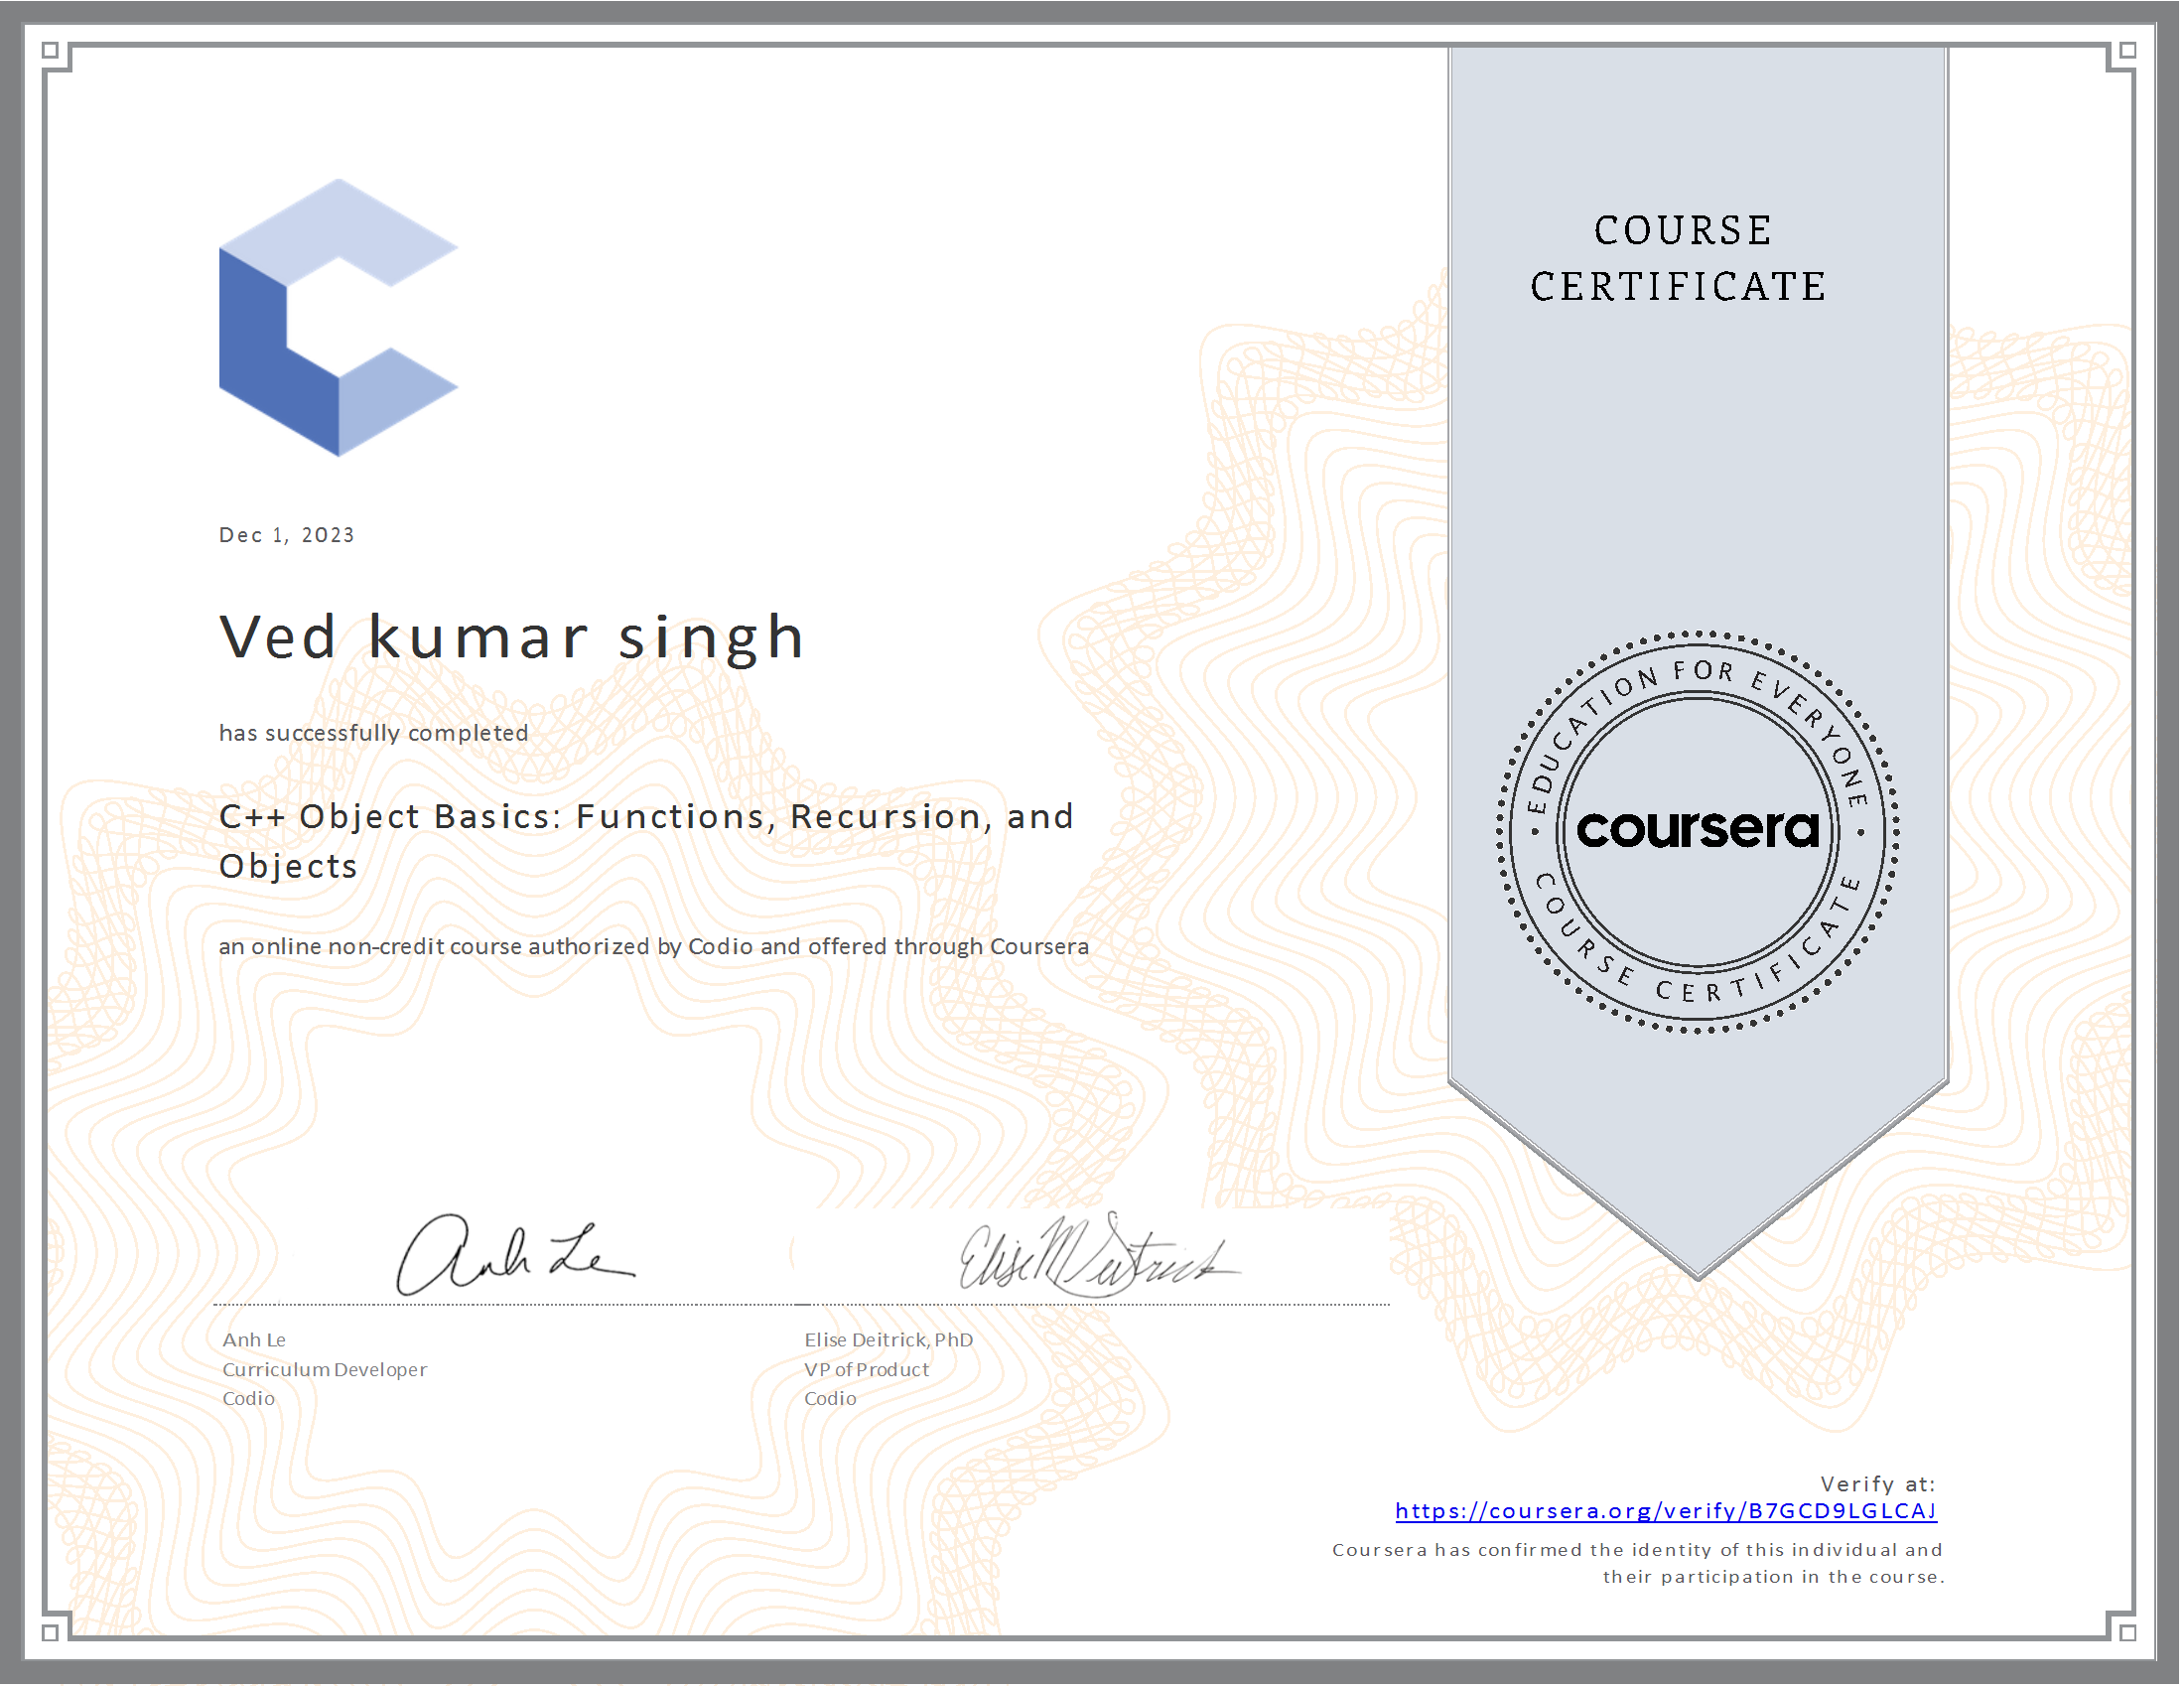 COURSE
CERTIFICATE
Dec 1, 2023
Ved kumar singh
has successfully completed
C++ Object Basics: Functions, Recursion, and
Objects
an online non-credit course authorized by Codio and offered through Coursera
EDUCATION FOR EVERYONE
coursera
COURSE CERTIFICATE
Anh Le
Elise M Deitrick
Anh Le
Curriculum Developer
Codio
Elise Deitrick, PhD
VP of Product
Codio
Verify at:
https://coursera.org/verify/B7GCD9LGLCAJ
Coursera has confirmed the identity of this individual and
their participation in the course.